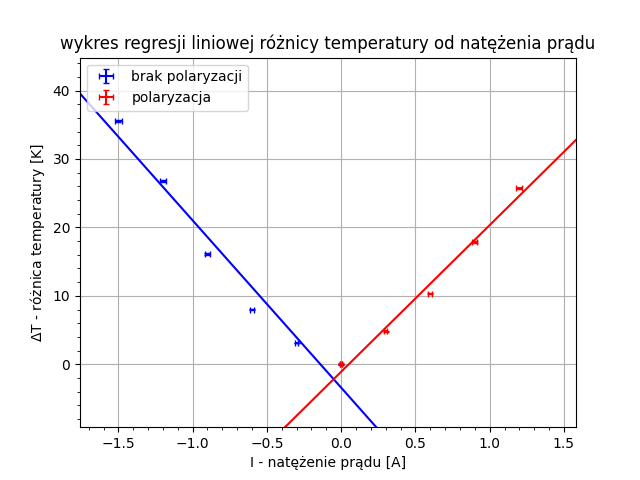 wykres regresji liniowej różnicy temperatury od natężenia prądu
brak polaryzacji
polaryzacja
ΔT - różnica temperatury [K]
40
30
20
10
0
−1.5 −1.0 −0.5 0.0 0.5 1.0 1.5
I - natężenie prądu [A]